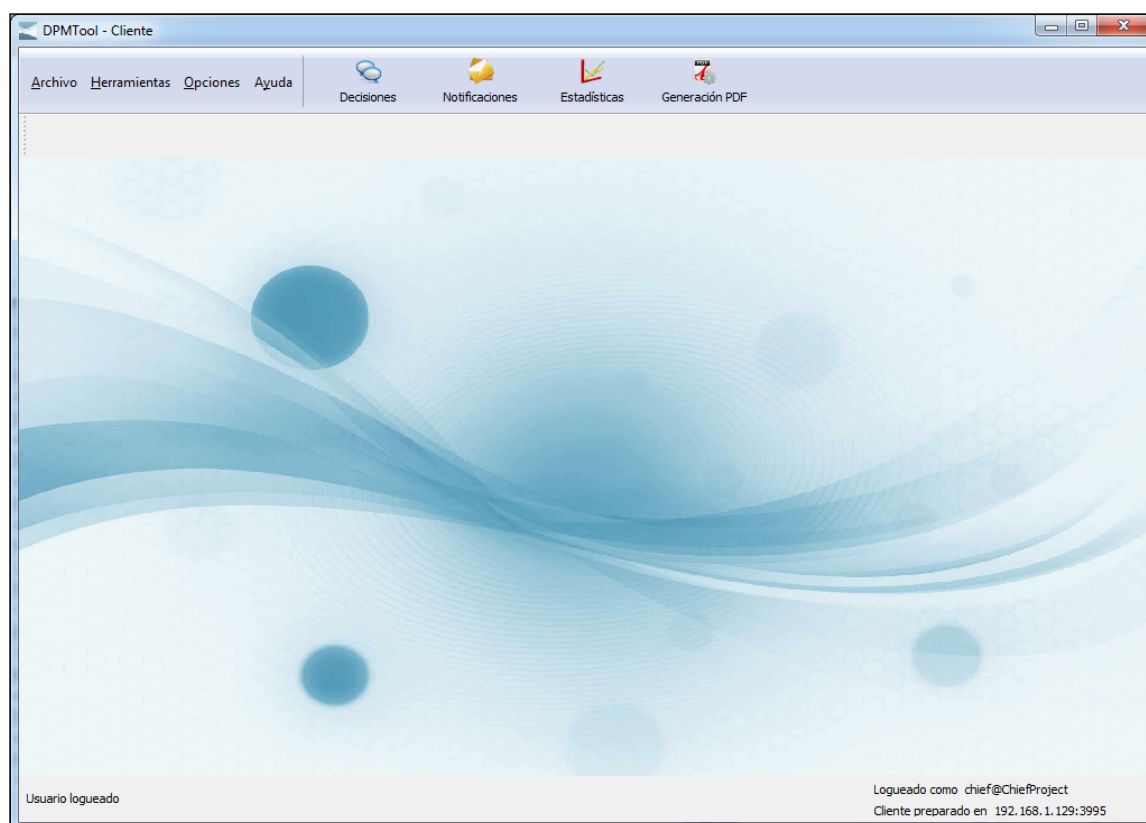 DPMTool - Cliente
Archivo Herramientas Opciones Ayuda
Decisiones Notificaciones Estadísticas Generación PDF
Usuario logueado
Logueado como chief@ChiefProject
Cliente preparado en 192.168.1.129:3995